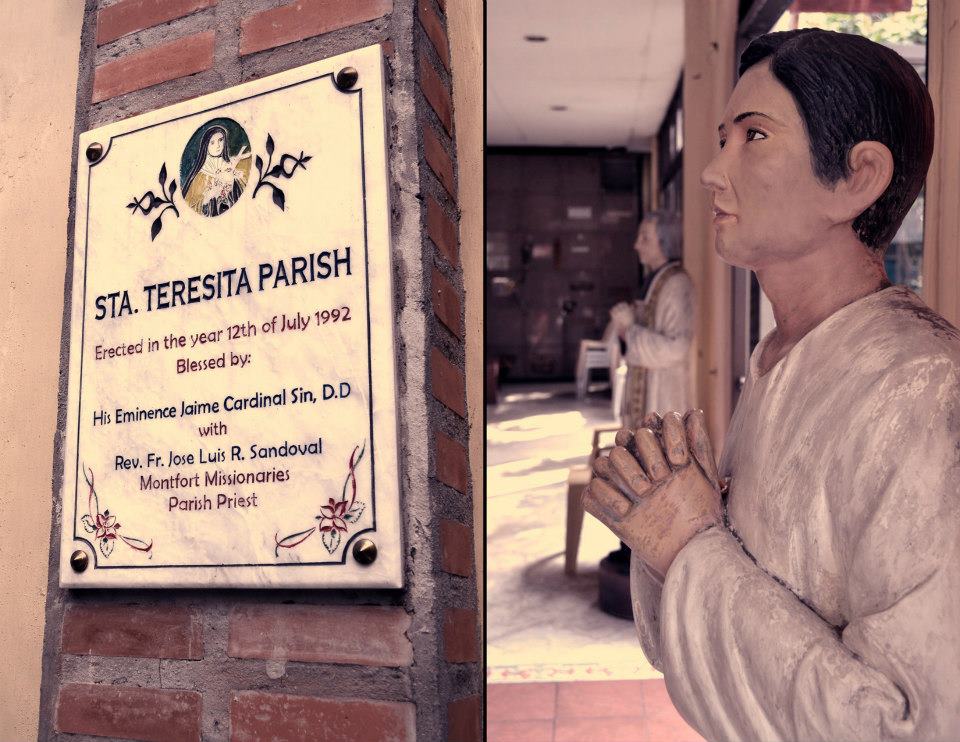 STA. TERESITA PARISH
Erected in the year 12th of July 1992
Blessed by:
His Eminence Jaime Cardinal Sin, D.D
with
Rev. Fr. Jose Luis R. Sandoval
Montfort Missionaries
Parish Priest